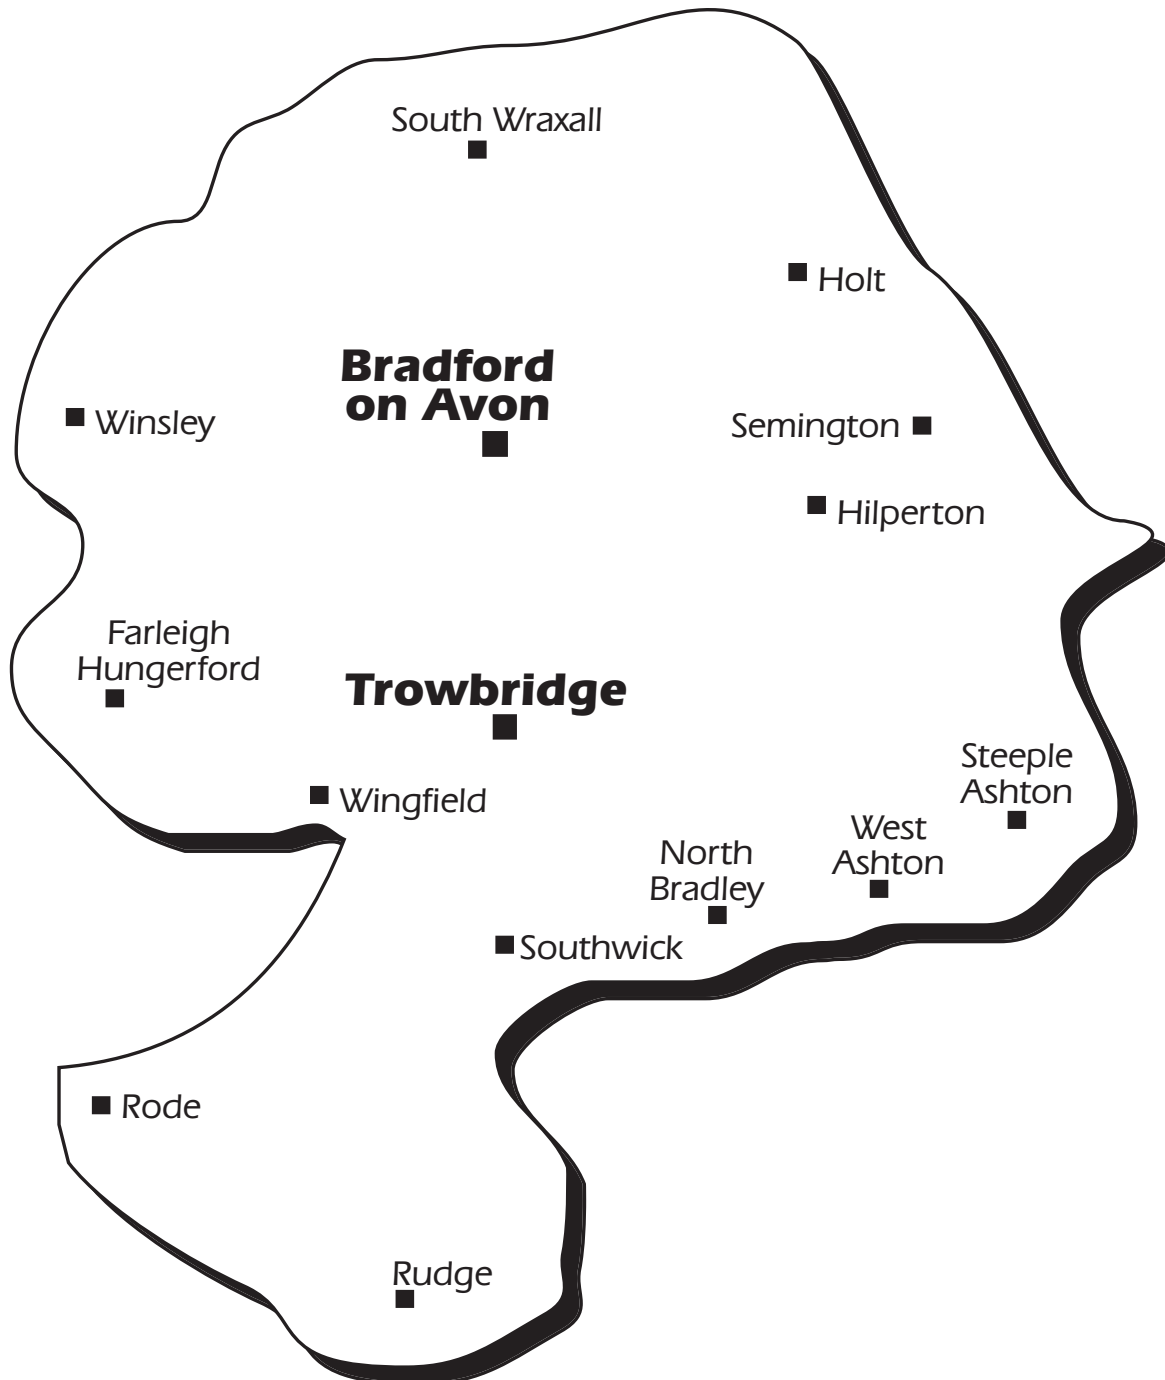 South Wraxall
Holt
Bradford
on Avon
Winsley
Semington
Hilperton
Farleigh
Hungerford
Trowbridge
Steeple
Ashton
Wingfield
West
Ashton
North
Bradley
Southwick
Rode
Rudge